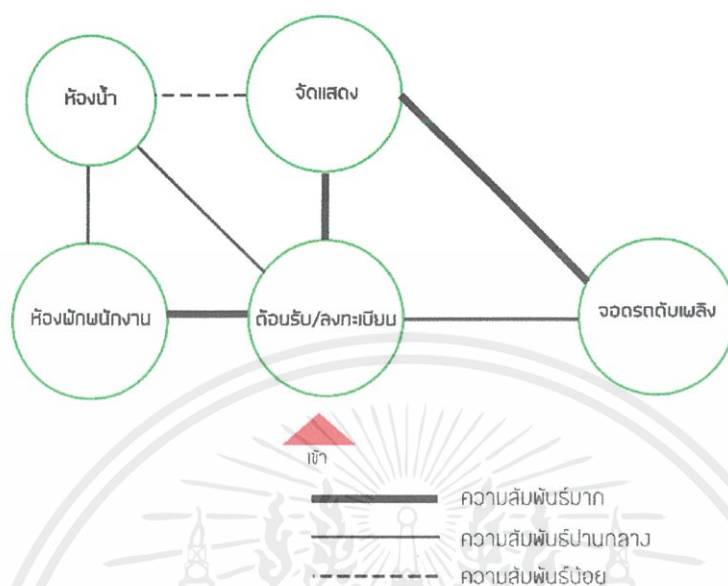 ห้องน้ำ
จัดแสดง
ห้องพักพนักงาน
ต้อนรับ/ลงทะเบียน
จอดรถดับเพลิง
เข้า
ความสัมพันธ์มาก
ความสัมพันธ์ปานกลาง
ความสัมพันธ์น้อย